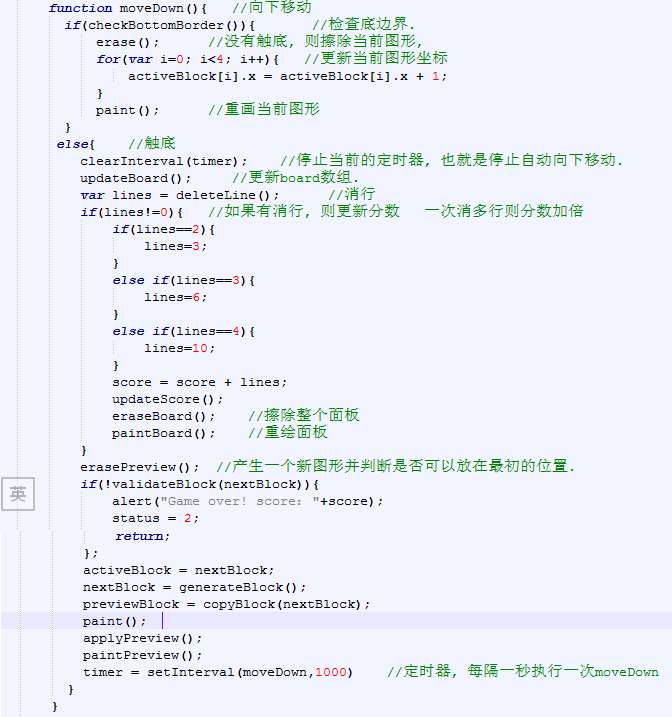 function moveDown(){ //向下移动
if(checkBottomBorder()){ //检查底边界.
erase(); //没有触底, 则擦除当前图形,
for(var i=0; i<4; i++){ //更新当前图形坐标
activeBlock[i].x = activeBlock[i].x + 1;
}
paint(); //重画当前图形
}
else{ //触底
clearInterval(timer); //停止当前的定时器, 也就是停止自动向下移动.
updateBoard(); //更新board数组.
var lines = deleteLine(); //消行
if(lines!=0){ //如果有消行, 则更新分数 一次消多行则分数加倍
if(lines==2){
lines=3;
}
else if(lines==3){
lines=6;
}
else if(lines==4){
lines=10;
}
score = score + lines;
updateScore();
eraseBoard(); //擦除整个面板
paintBoard(); //重绘面板
}
erasePreview(); //产生一个新图形并判断是否可以放在最初的位置.
英
if(!validateBlock(nextBlock)){
alert("Game over! score: "+score);
status = 2;
return;
};
activeBlock = nextBlock;
nextBlock = generateBlock();
previewBlock = copyBlock(nextBlock);
paint();
applyPreview();
paintPreview();
timer = setInterval(moveDown,1000) //定时器, 每隔一秒执行一次moveDown
}
}